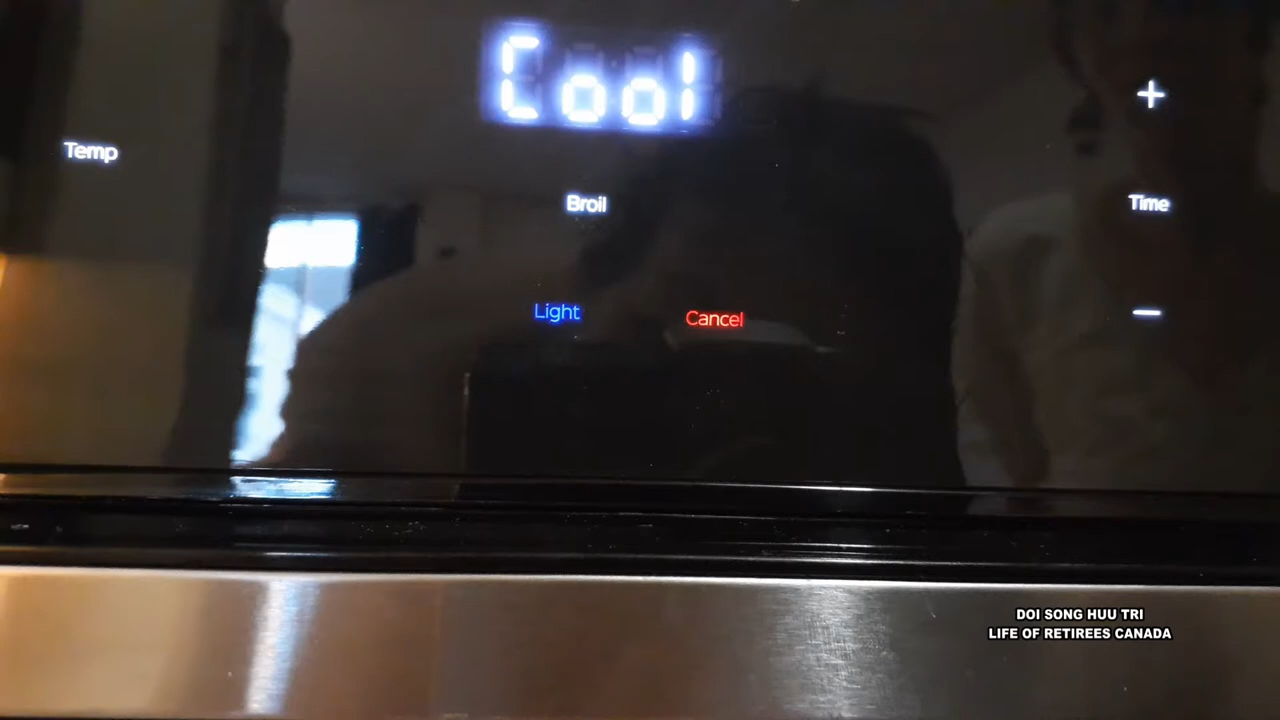 Cool
+
Temp
Broil
Time
Light
Cancel
−
DOI SONG HUU TRI
LIFE OF RETIREES CANADA